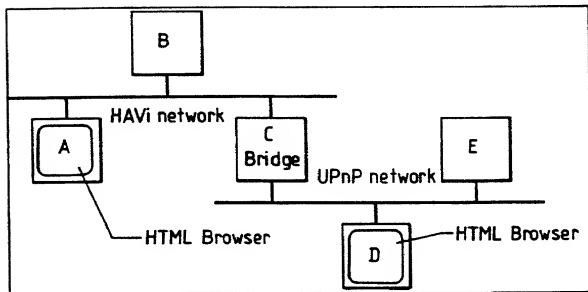 B
HAVi network
A
C
Bridge
E
UPnP network
HTML Browser
HTML Browser
D